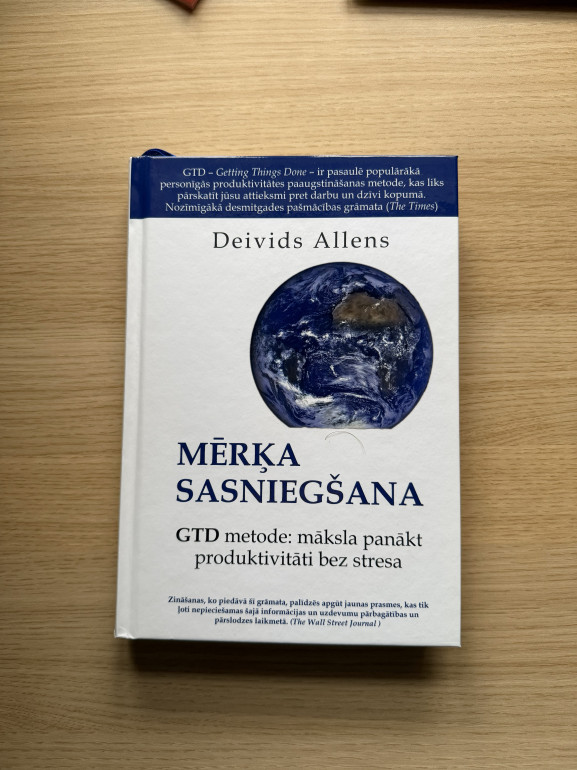 GTD – Getting Things Done – ir pasaulē populārākā
personīgās produktivitātes paaugstināšanas metode, kas liks
pārskatīt jūsu attieksmi pret darbu un dzīvi kopumā.
Nozīmīgākā desmitgades pašmācības grāmata (The Times)
Deivids Allens
MĒRĶA
SASNIEGŠANA
GTD metode: māksla panākt
produktivitāti bez stresa
Zināšanas, ko piedāvā šī grāmata, palīdzēs apgūt jaunas prasmes, kas tik
ļoti nepieciešamas šajā informācijas un uzdevumu pārbagātības un
pārslodzes laikmetā. (The Wall Street Journal )